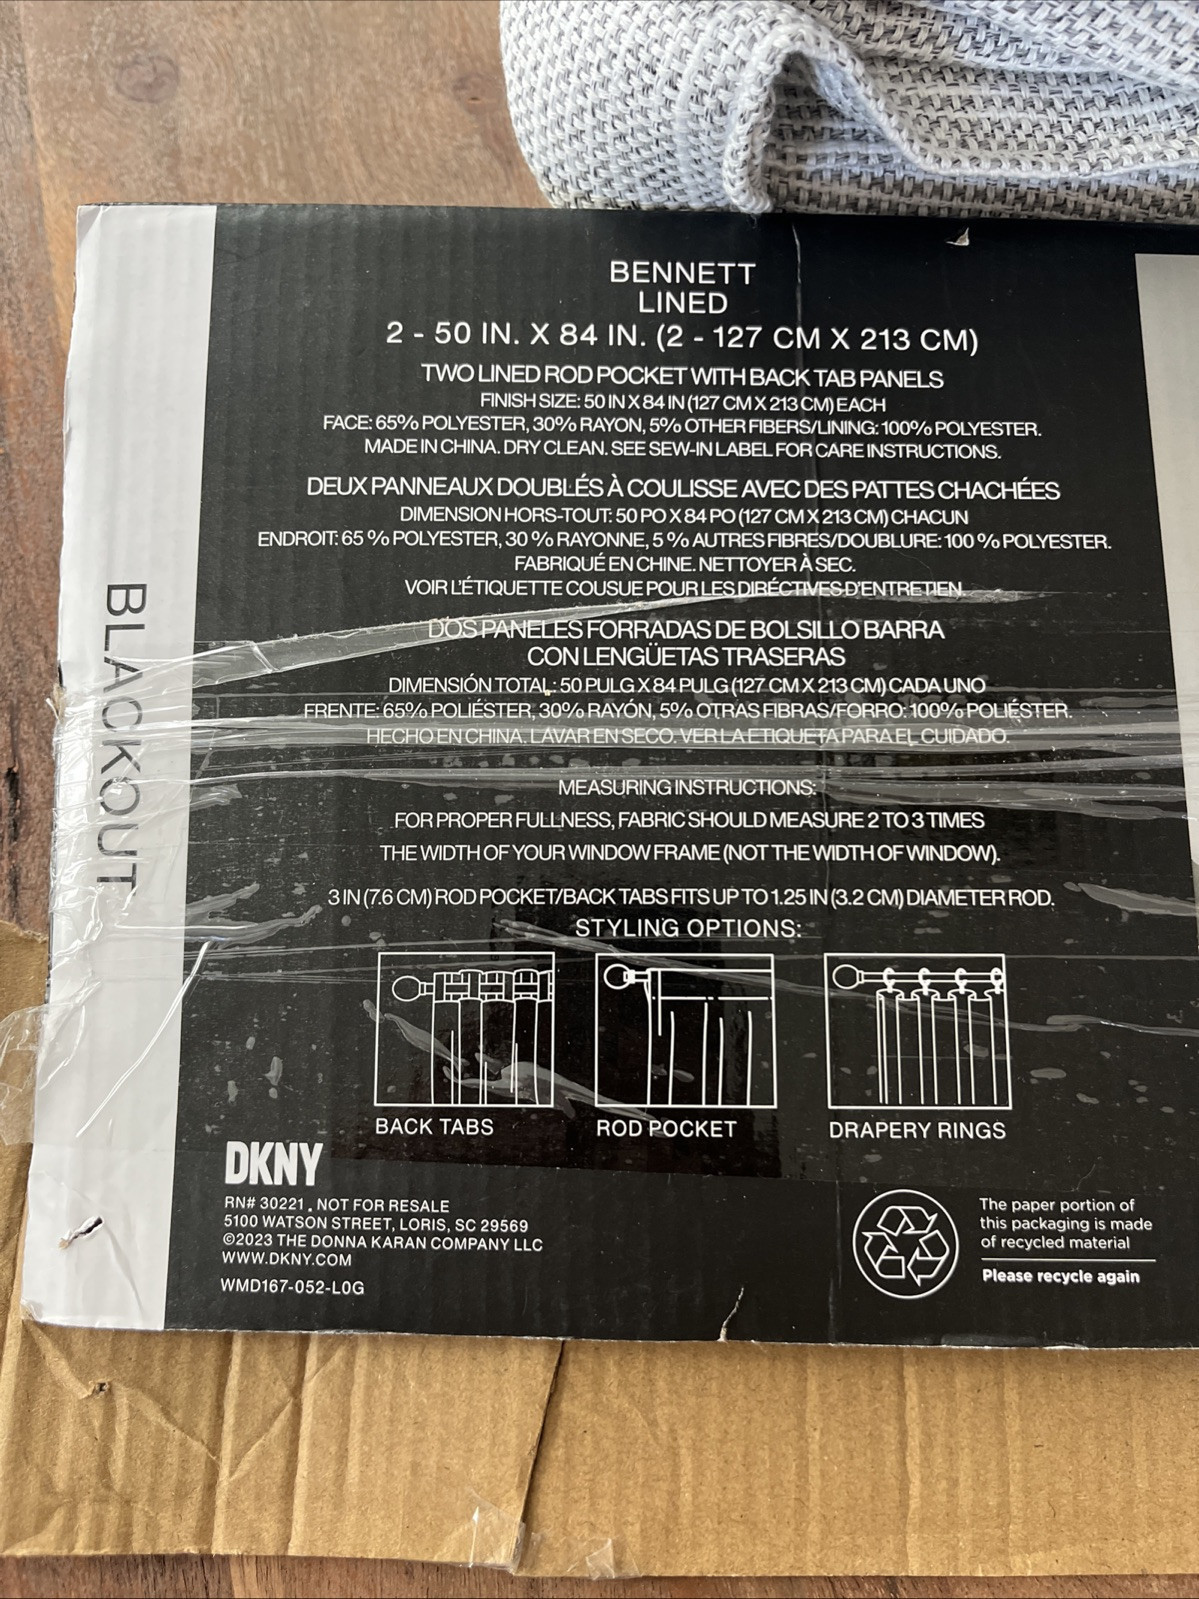 BLACKOUT
BENNETT
LINED
2 - 50 IN. X 84 IN. (2 - 127 CM X 213 CM)
TWO LINED ROD POCKET WITH BACK TAB PANELS
FINISH SIZE: 50 IN X 84 IN (127 CM X 213 CM) EACH
FACE: 65% POLYESTER, 30% RAYON, 5% OTHER FIBERS/LINING: 100% POLYESTER.
MADE IN CHINA. DRY CLEAN. SEE SEW-IN LABEL FOR CARE INSTRUCTIONS.
DEUX PANNEAUX DOUBLÉS À COULISSE AVEC DES PATTES CHACHÉES
DIMENSION HORS-TOUT: 50 PO X 84 PO (127 CM X 213 CM) CHACUN
ENDROIT: 65 % POLYESTER, 30 % RAYONNE, 5 % AUTRES FIBRES/DOUBLURE: 100 % POLYESTER.
FABRIQUÉ EN CHINE. NETTOYER À SEC.
VOIR L'ÉTIQUETTE COUSUE POUR LES DIRÉCTIVES D'ENTRETIEN.
DOS PANELES FORRADAS DE BOLSILLO BARRA
CON LENGÜETAS TRASERAS
DIMENSIÓN TOTAL: 50 PULG X 84 PULG (127 CM X 213 CM) CADA UNO
FRENTE: 65% POLIÉSTER, 30% RAYÓN, 5% OTRAS FIBRAS/FORRO: 100% POLIÉSTER.
HECHO EN CHINA. LAVAR EN SECO. VER LA ETIQUETA PARA EL CUIDADO.
MEASURING INSTRUCTIONS:
FOR PROPER FULLNESS, FABRIC SHOULD MEASURE 2 TO 3 TIMES
THE WIDTH OF YOUR WINDOW FRAME (NOT THE WIDTH OF WINDOW).
3 IN (7.6 CM) ROD POCKET/BACK TABS FITS UP TO 1.25 IN (3.2 CM) DIAMETER ROD.
STYLING OPTIONS:
BACK TABS
ROD POCKET
DRAPERY RINGS
DKNY
RN# 30221 . NOT FOR RESALE
5100 WATSON STREET, LORIS, SC 29569
©2023 THE DONNA KARAN COMPANY LLC
WWW.DKNY.COM
WMD167-052-L0G
The paper portion of
this packaging is made
of recycled material
Please recycle again